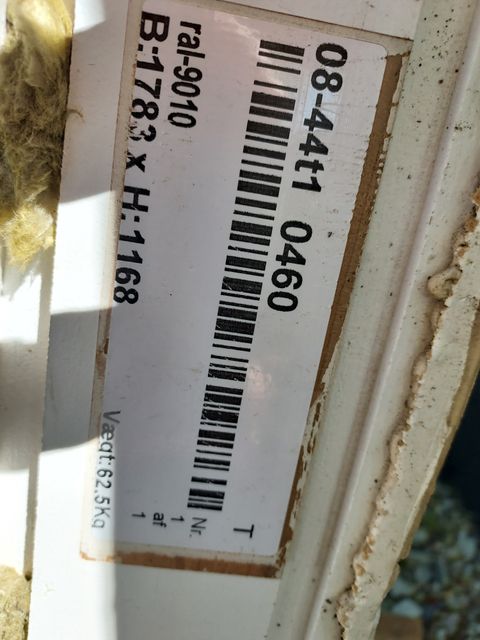 08-44t1 0460
T
ral-9010
Nr.
1
af
1
B:1783 x H:1168
Vægt:62,5Kg